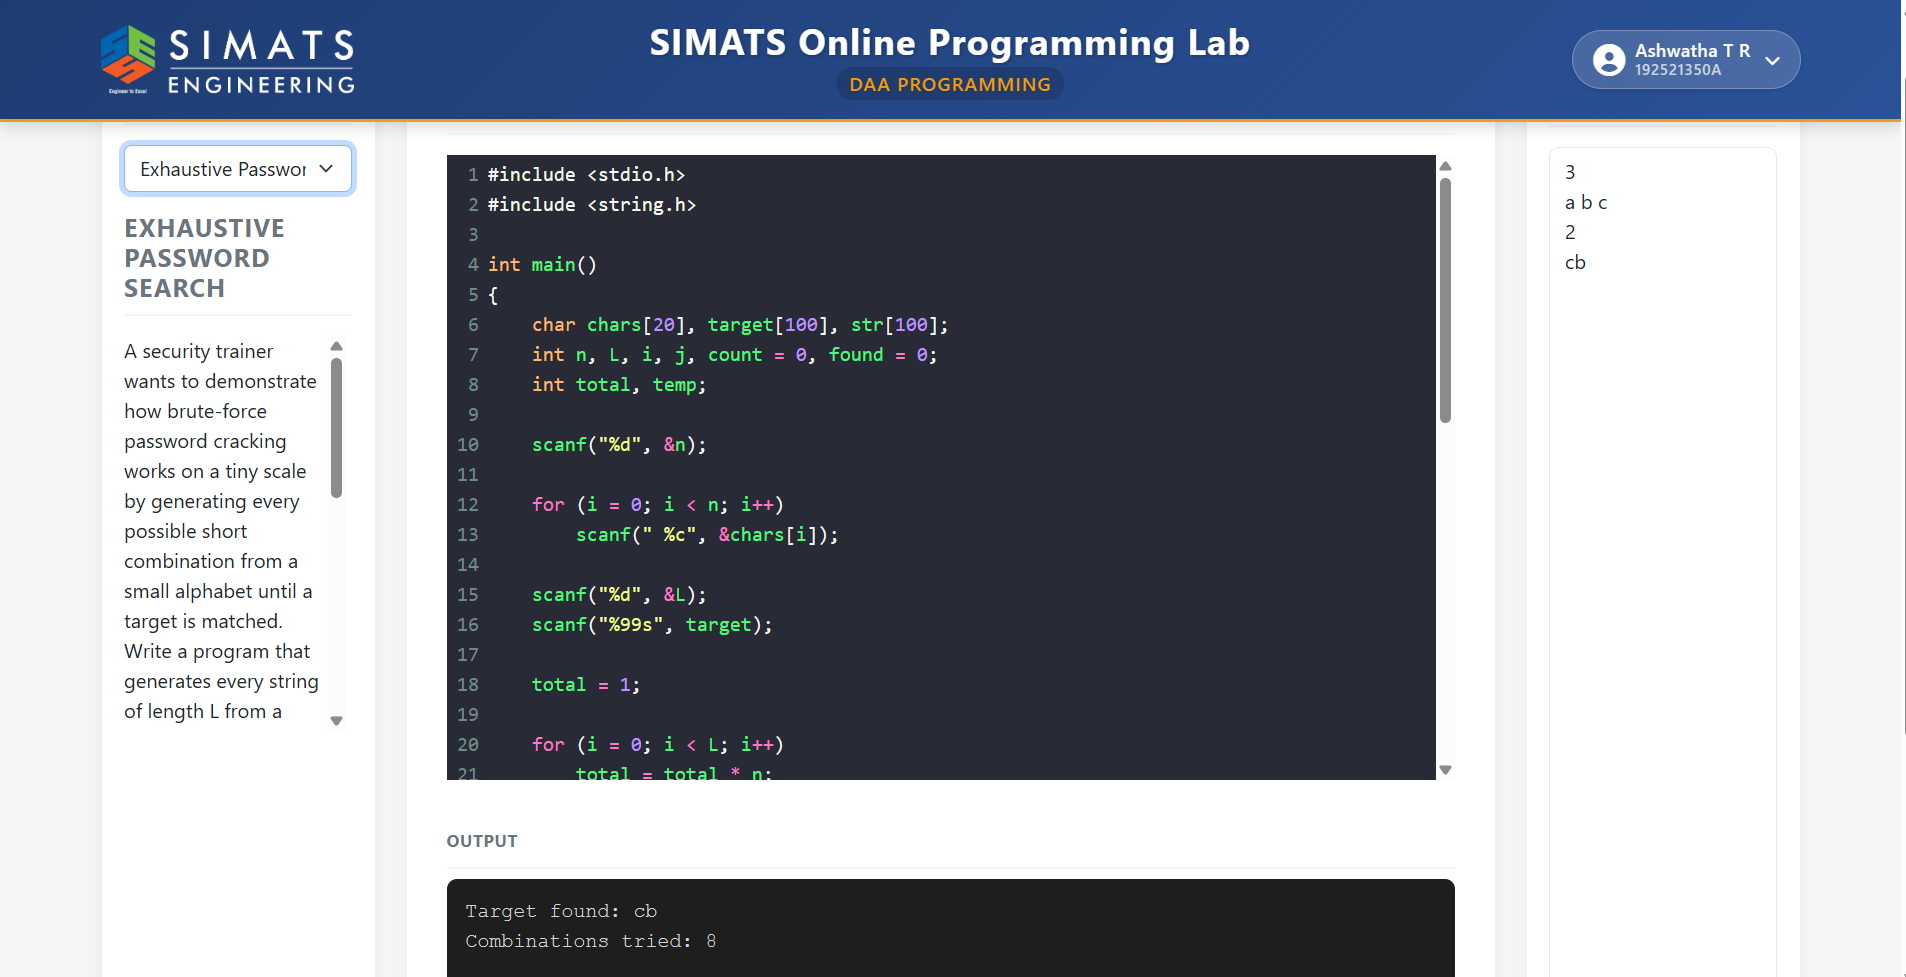 SIMATS
ENGINEERING
Engineer to Excel
SIMATS Online Programming Lab
DAA PROGRAMMING
Ashwatha T R
192521350A
Exhaustive Passwor
EXHAUSTIVE
PASSWORD
SEARCH
A security trainer
wants to demonstrate
how brute-force
password cracking
works on a tiny scale
by generating every
possible short
combination from a
small alphabet until a
target is matched.
Write a program that
generates every string
of length L from a
1 #include <stdio.h>
2 #include <string.h>
3
4 int main()
5 {
6     char chars[20], target[100], str[100];
7     int n, L, i, j, count = 0, found = 0;
8     int total, temp;
9
10     scanf("%d", &n);
11
12     for (i = 0; i < n; i++)
13         scanf(" %c", &chars[i]);
14
15     scanf("%d", &L);
16     scanf("%99s", target);
17
18     total = 1;
19
20     for (i = 0; i < L; i++)
21         total = total * n;
OUTPUT
Target found: cb
Combinations tried: 8
3
a b c
2
cb